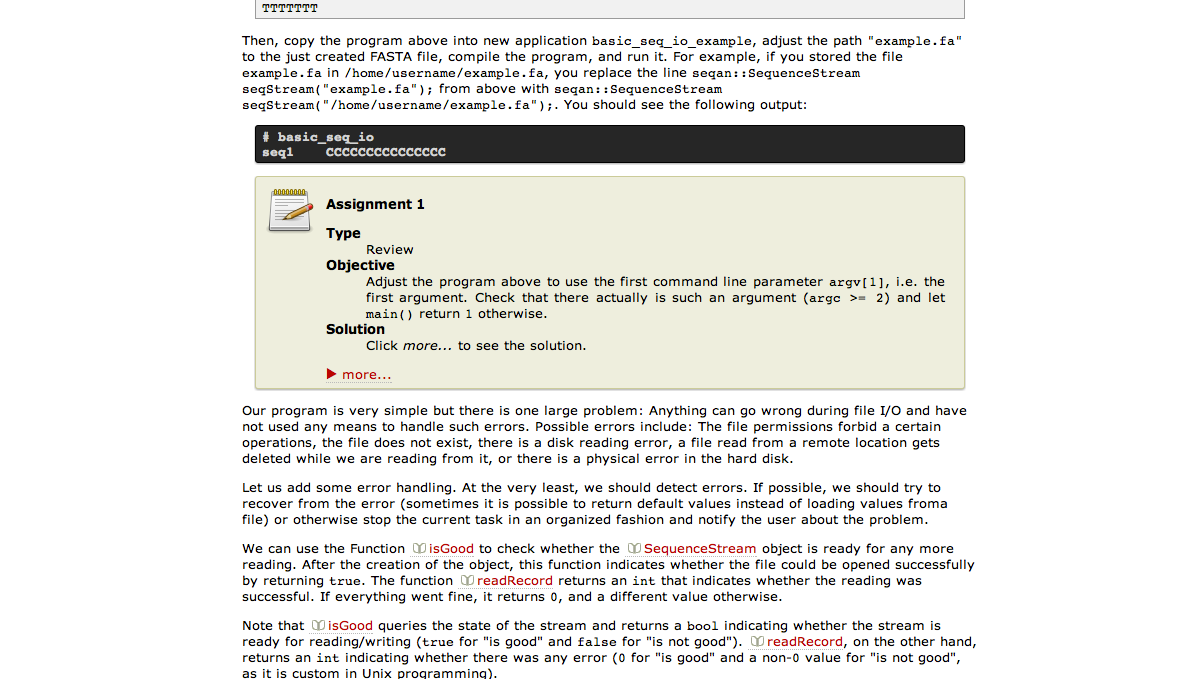 TTTTTTT
Then, copy the program above into new application basic_seq_io_example, adjust the path "example.fa"
to the just created FASTA file, compile the program, and run it. For example, if you stored the file
example.fa in /home/username/example.fa, you replace the line seqan::SequenceStream
seqStream("example.fa"); from above with seqan::SequenceStream
seqStream("/home/username/example.fa");. You should see the following output:
# basic_seq_io
seq1    CCCCCCCCCCCCCCC
Assignment 1
Type
Review
Objective
Adjust the program above to use the first command line parameter argv[1], i.e. the
first argument. Check that there actually is such an argument (argc >= 2) and let
main() return 1 otherwise.
Solution
Click more... to see the solution.
▶ more...
Our program is very simple but there is one large problem: Anything can go wrong during file I/O and have
not used any means to handle such errors. Possible errors include: The file permissions forbid a certain
operations, the file does not exist, there is a disk reading error, a file read from a remote location gets
deleted while we are reading from it, or there is a physical error in the hard disk.
Let us add some error handling. At the very least, we should detect errors. If possible, we should try to
recover from the error (sometimes it is possible to return default values instead of loading values froma
file) or otherwise stop the current task in an organized fashion and notify the user about the problem.
We can use the Function isGood to check whether the SequenceStream object is ready for any more
reading. After the creation of the object, this function indicates whether the file could be opened successfully
by returning true. The function readRecord returns an int that indicates whether the reading was
successful. If everything went fine, it returns 0, and a different value otherwise.
Note that isGood queries the state of the stream and returns a bool indicating whether the stream is
ready for reading/writing (true for "is good" and false for "is not good"). readRecord, on the other hand,
returns an int indicating whether there was any error (0 for "is good" and a non-0 value for "is not good",
as it is custom in Unix programming).